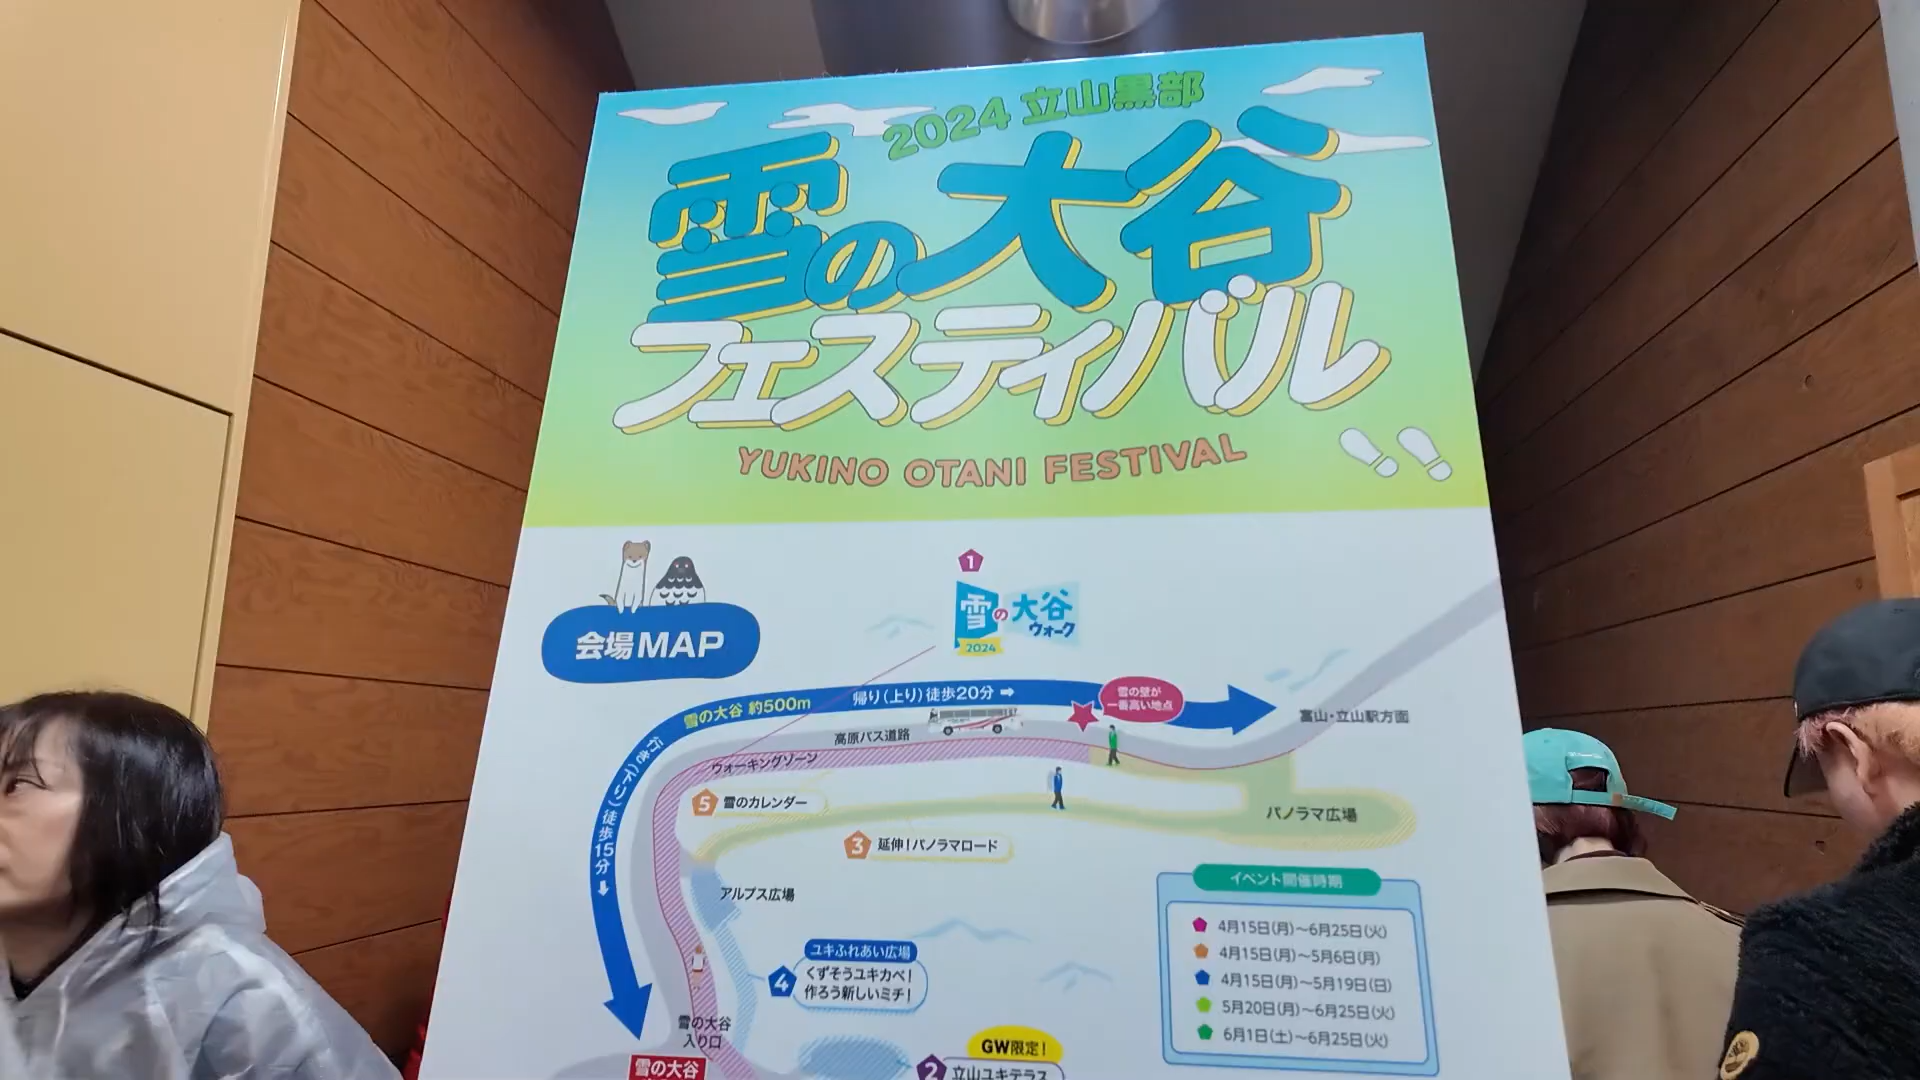 2024 立山黒部
雪の大谷
フェスティバル
YUKINO OTANI FESTIVAL
会場MAP
1
雪の大谷
ウォーク
2024
雪の大谷 約500m
帰り(上り)徒歩20分
雪の壁が
一番高い地点
富山・立山駅方面
行き(下り)徒歩15分
高原バス道路
ウォーキングゾーン
5 雪のカレンダー
パノラマ広場
3 延伸!パノラマロード
アルプス広場
イベント開催時期
4月15日(月)~6月25日(火)
4月15日(月)~5月6日(月)
4月15日(月)~5月19日(日)
5月20日(月)~6月25日(火)
6月1日(土)~6月25日(火)
ユキふれあい広場
4 くずそうユキカベ!
作ろう新しいミチ!
雪の大谷
入り口
雪の大谷
GW限定!
2 立山ユキテラス